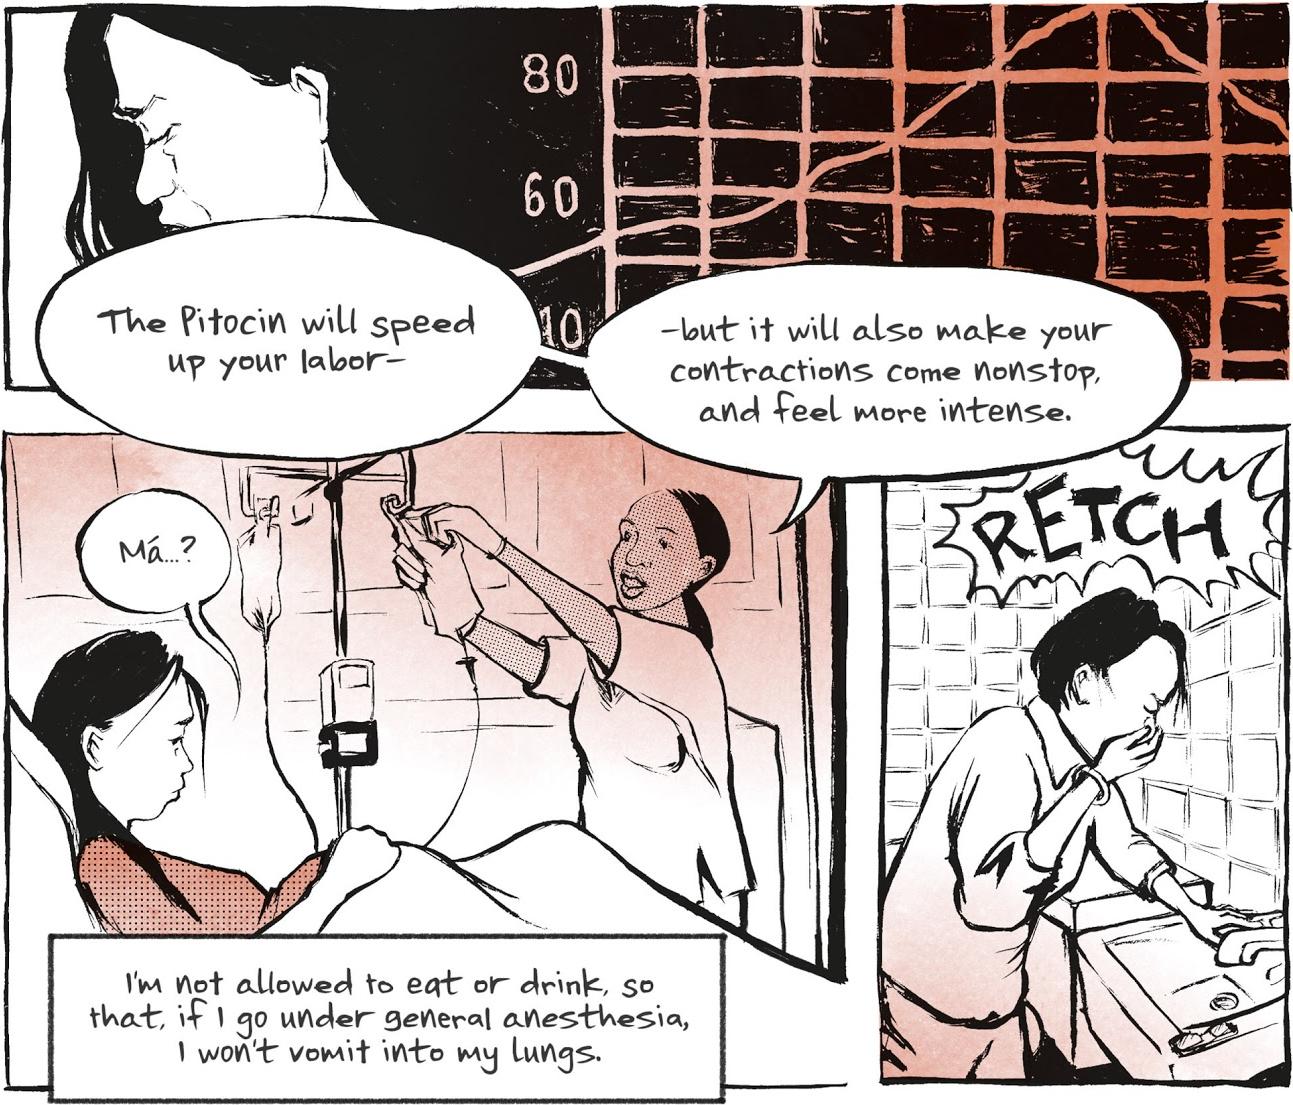 80
60
40
The Pitocin will speed
up your labor—
—but it will also make your
contractions come nonstop,
and feel more intense.
Má...?
RETCH
I'm not allowed to eat or drink, so
that, if I go under general anesthesia,
I won't vomit into my lungs.